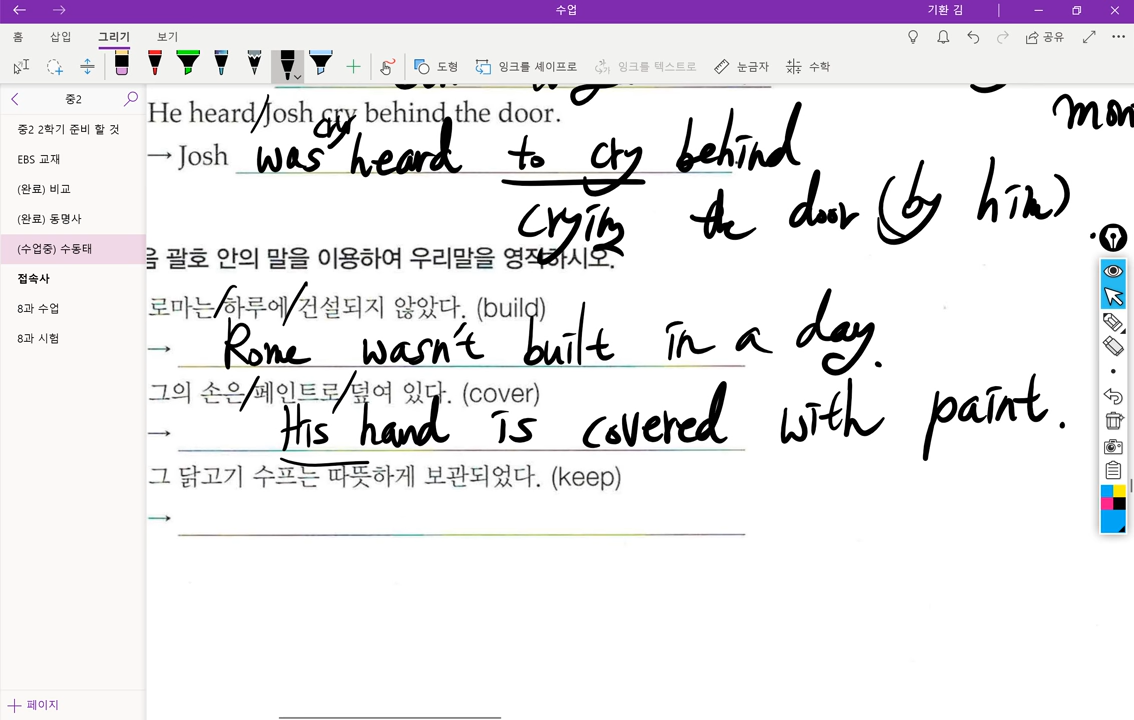 수업
기환 김
홈 삽입 그리기 보기
도형 잉크를 셰이프로 잉크를 텍스트로 눈금자 수학 공유
중2
중2 2학기 준비 할 것
EBS 교재
(완료) 비교
(완료) 동명사
(수업중) 수동태
접속사
8과 수업
8과 시험
페이지
mon
He heard/Josh cry behind the door.
cry
→ Josh was heard to cry behind
crying the door (by him).
음 괄호 안의 말을 이용하여 우리말을 영작하시오.
로마는/하루에/건설되지 않았다. (build)
→ Rome wasn't built in a day.
그의 손은/페인트로/덮여 있다. (cover)
→ His hand is covered with paint.
그 닭고기 수프는 따뜻하게 보관되었다. (keep)
→